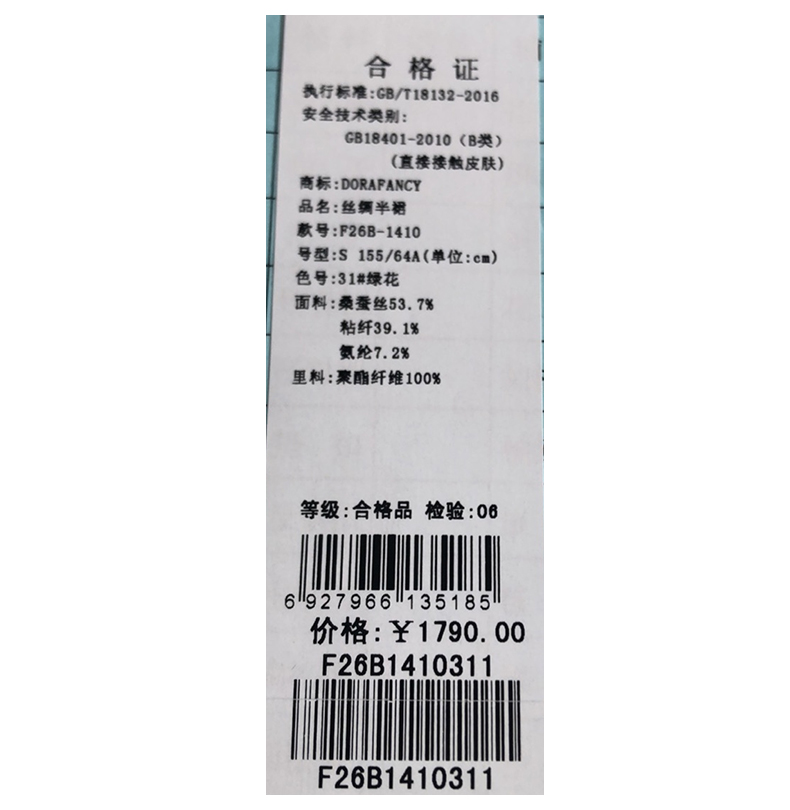 合格证
执行标准:GB/T18132-2016
安全技术类别:
GB18401-2010（B类）
(直接接触皮肤)
商标:DORAFANCY
品名:丝绸半裙
款号:F26B-1410
号型:S 155/64A(单位:cm)
色号:31#绿花
面料:桑蚕丝53.7%
粘纤39.1%
氨纶7.2%
里料:聚酯纤维100%
等级:合格品 检验:06
6 927966 135185
价格:￥1790.00
F26B1410311
F26B1410311